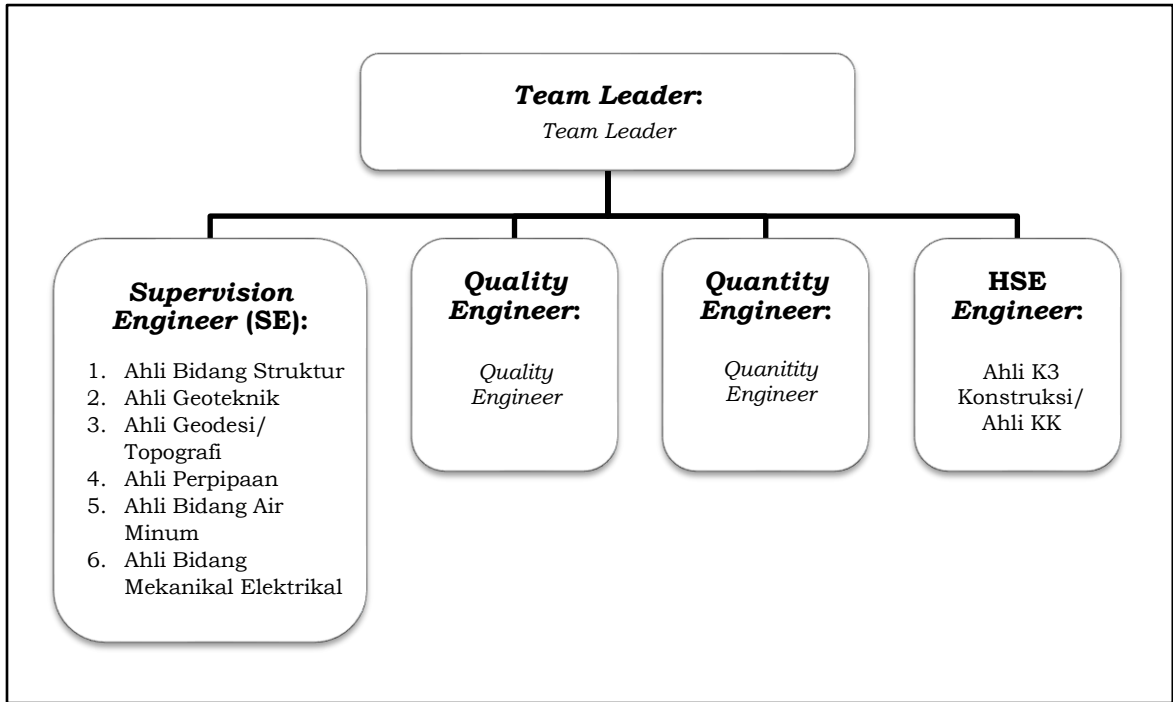 Team Leader:
Team Leader
Supervision
Engineer (SE):
1. Ahli Bidang Struktur
2. Ahli Geoteknik
3. Ahli Geodesi/
Topografi
4. Ahli Perpipaan
5. Ahli Bidang Air
Minum
6. Ahli Bidang
Mekanikal Elektrikal
Quality
Engineer:
Quality
Engineer
Quantity
Engineer:
Quanitity
Engineer
HSE
Engineer:
Ahli K3
Konstruksi/
Ahli KK